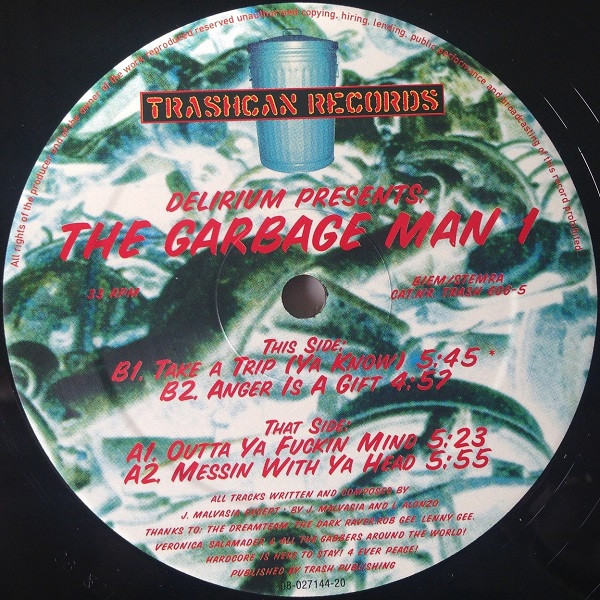 All rights of the producer and of the owner of the work reproduced reserved unauthorized copying, hiring, lending, public performance and broadcasting of this record prohibited
TRASHCAN RECORDS
DELIRIUM PRESENTS:
THE GARBAGE MAN I
33 RPM
BIEM/STEMRA
CAT.NR. TRASH 006-5
THIS SIDE:
B1. TAKE A TRIP (YA KNOW) 5:45 *
B2. ANGER IS A GIFT 4:57
THAT SIDE:
A1. OUTTA YA FUCKIN MIND 5:23
A2. MESSIN WITH YA HEAD 5:55
ALL TRACKS WRITTEN AND COMPOSED BY
J. MALVASIA EXCEPT * BY J. MALVASIA AND I. ALONZO.
THANKS TO: THE DREAMTEAM, THE DARK RAVER, ROB GEE, LENNY GEE,
VERONICA, SALAMADER & ALL THE GABBERS AROUND THE WORLD!
HARDCORE IS HERE TO STAY! 4 EVER PEACE!
PUBLISHED BY TRASH PUBLISHING
08-027144-20